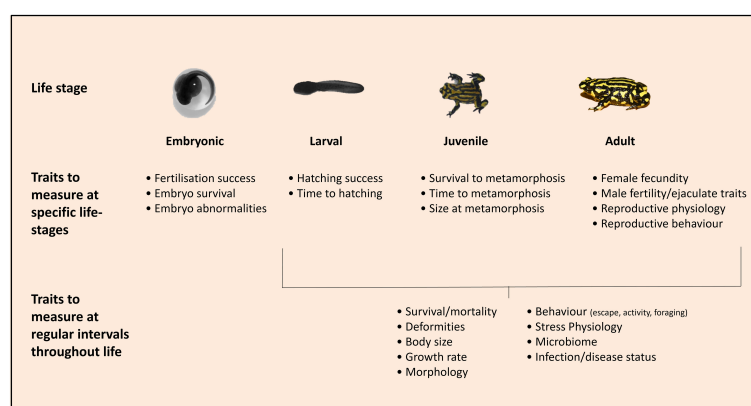 Life stage
Embryonic
Larval
Juvenile
Adult
Traits to
measure at
specific life-
stages
• Fertilisation success
• Embryo survival
• Embryo abnormalities
• Hatching success
• Time to hatching
• Survival to metamorphosis
• Time to metamorphosis
• Size at metamorphosis
• Female fecundity
• Male fertility/ejaculate traits
• Reproductive physiology
• Reproductive behaviour
Traits to
measure at
regular intervals
throughout life
• Survival/mortality
• Deformities
• Body size
• Growth rate
• Morphology
• Behaviour (escape, activity, foraging)
• Stress Physiology
• Microbiome
• Infection/disease status